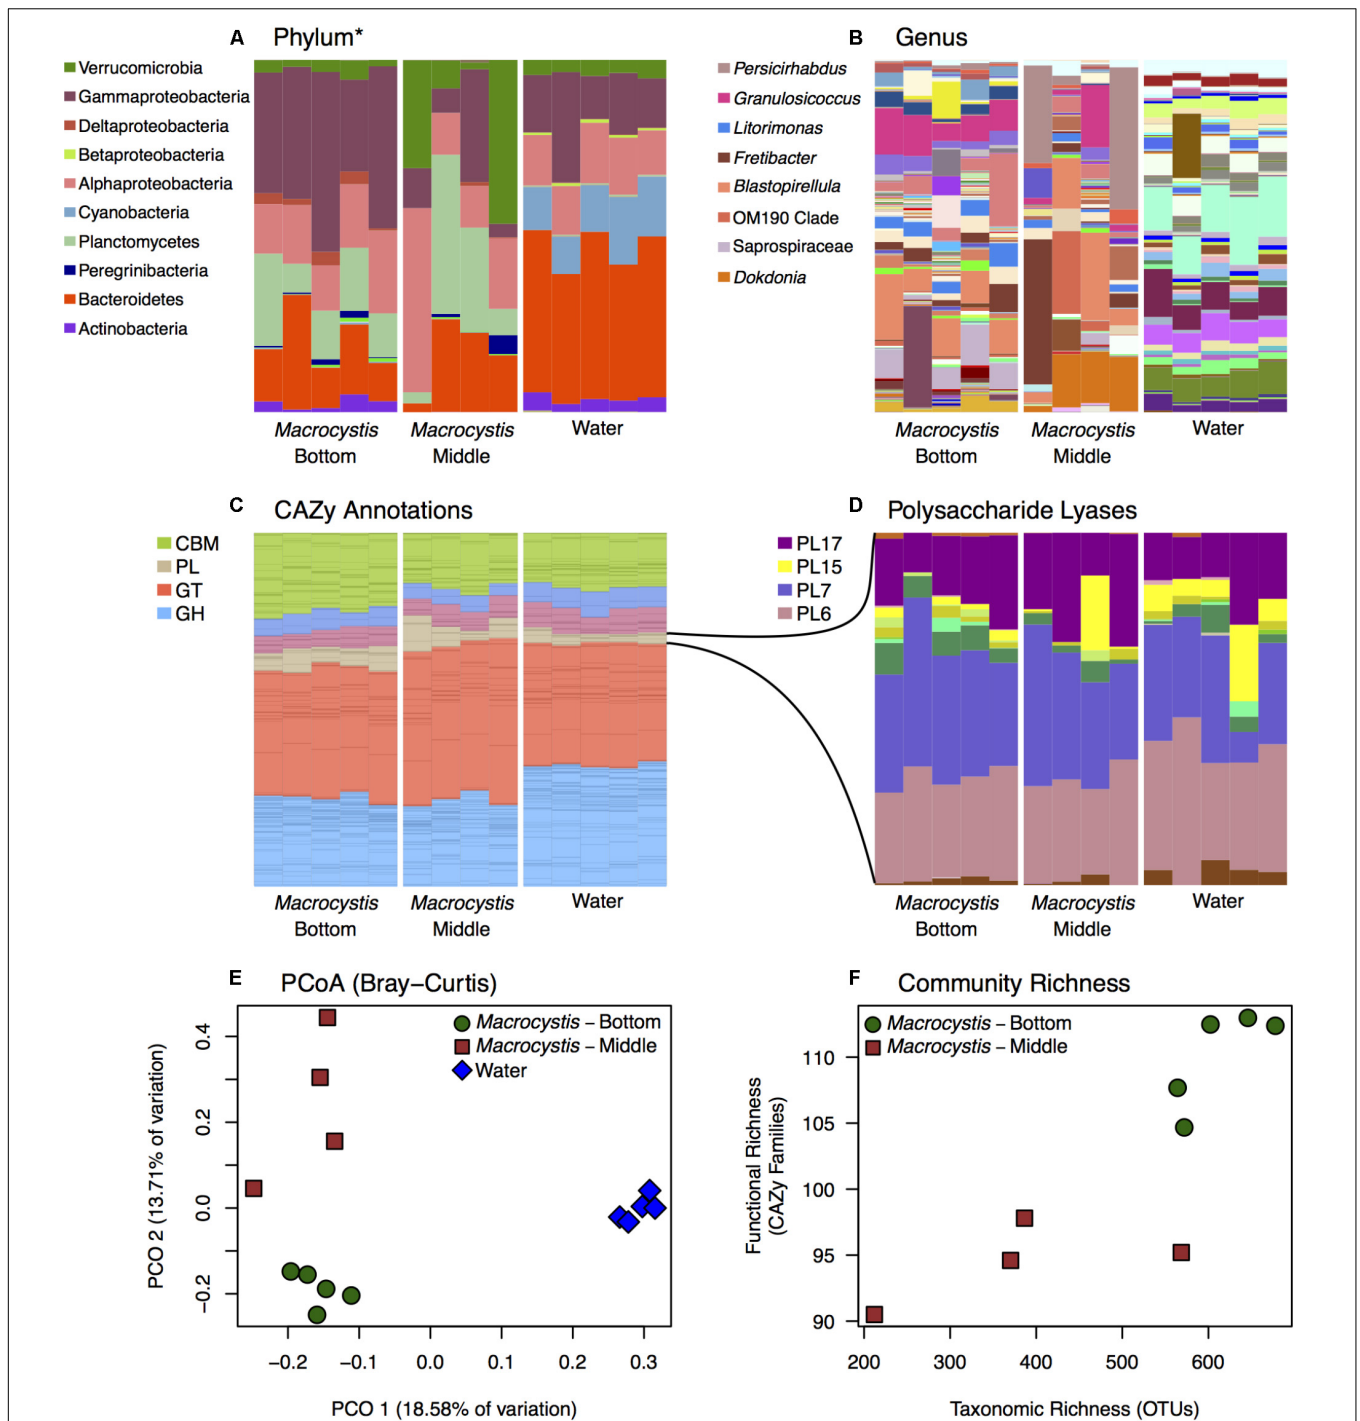 A Phylum*
Verrucomicrobia
Gammaproteobacteria
Deltaproteobacteria
Betaproteobacteria
Alphaproteobacteria
Cyanobacteria
Planctomycetes
Peregrinibacteria
Bacteroidetes
Actinobacteria
Macrocystis Bottom
Macrocystis Middle
Water
B Genus
Persicirhabdus
Granulosicoccus
Litorimonas
Fretibacter
Blastopirellula
OM190 Clade
Saprospiraceae
Dokdonia
Macrocystis Bottom
Macrocystis Middle
Water
C CAZy Annotations
CBM
PL
GT
GH
Macrocystis Bottom
Macrocystis Middle
Water
D Polysaccharide Lyases
PL17
PL15
PL7
PL6
Macrocystis Bottom
Macrocystis Middle
Water
E PCoA (Bray–Curtis)
Macrocystis – Bottom
Macrocystis – Middle
Water
PCO 2 (13.71% of variation)
0.4
0.2
0.0
−0.2
−0.2 −0.1 0.0 0.1 0.2 0.3
PCO 1 (18.58% of variation)
F Community Richness
Macrocystis – Bottom
Macrocystis – Middle
Functional Richness
(CAZy Families)
110
105
100
95
90
200 300 400 500 600
Taxonomic Richness (OTUs)